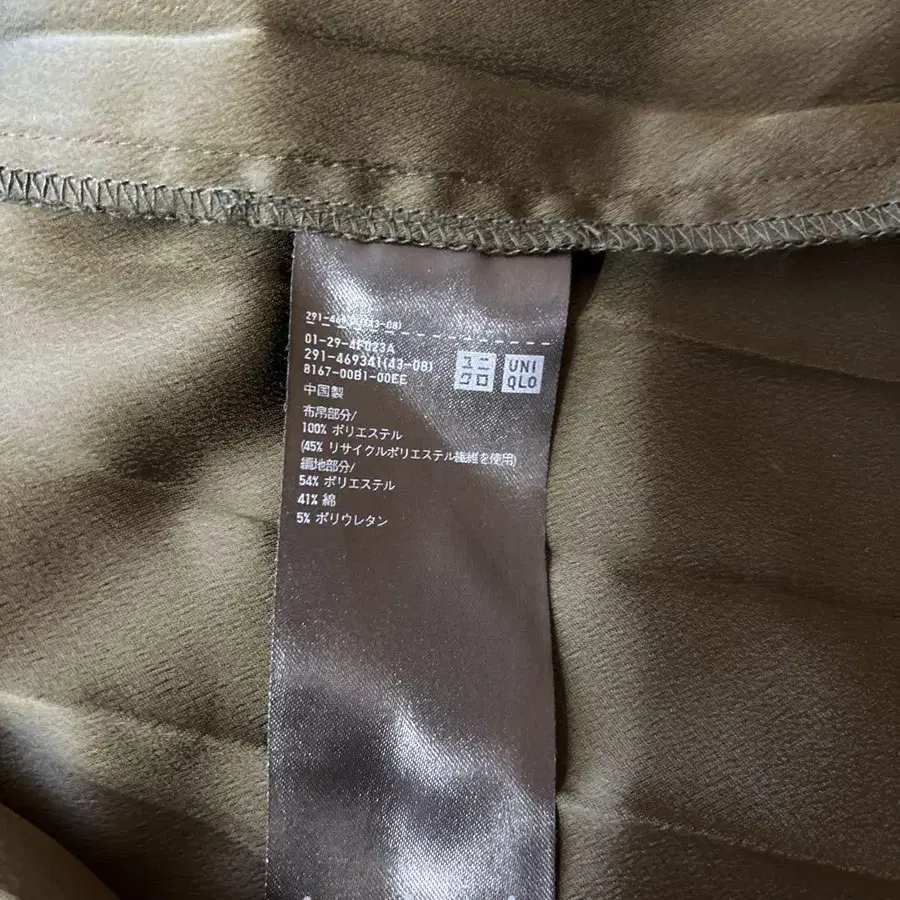 01-29-4F023A
291-469341(43-08)
8167-00B1-00EE
ユニ
クロ
UNI
QLO
中国製
布帛部分/
100% ポリエステル
(45% リサイクルポリエステル繊維を使用)
編地部分/
54% ポリエステル
41% 綿
5% ポリウレタン